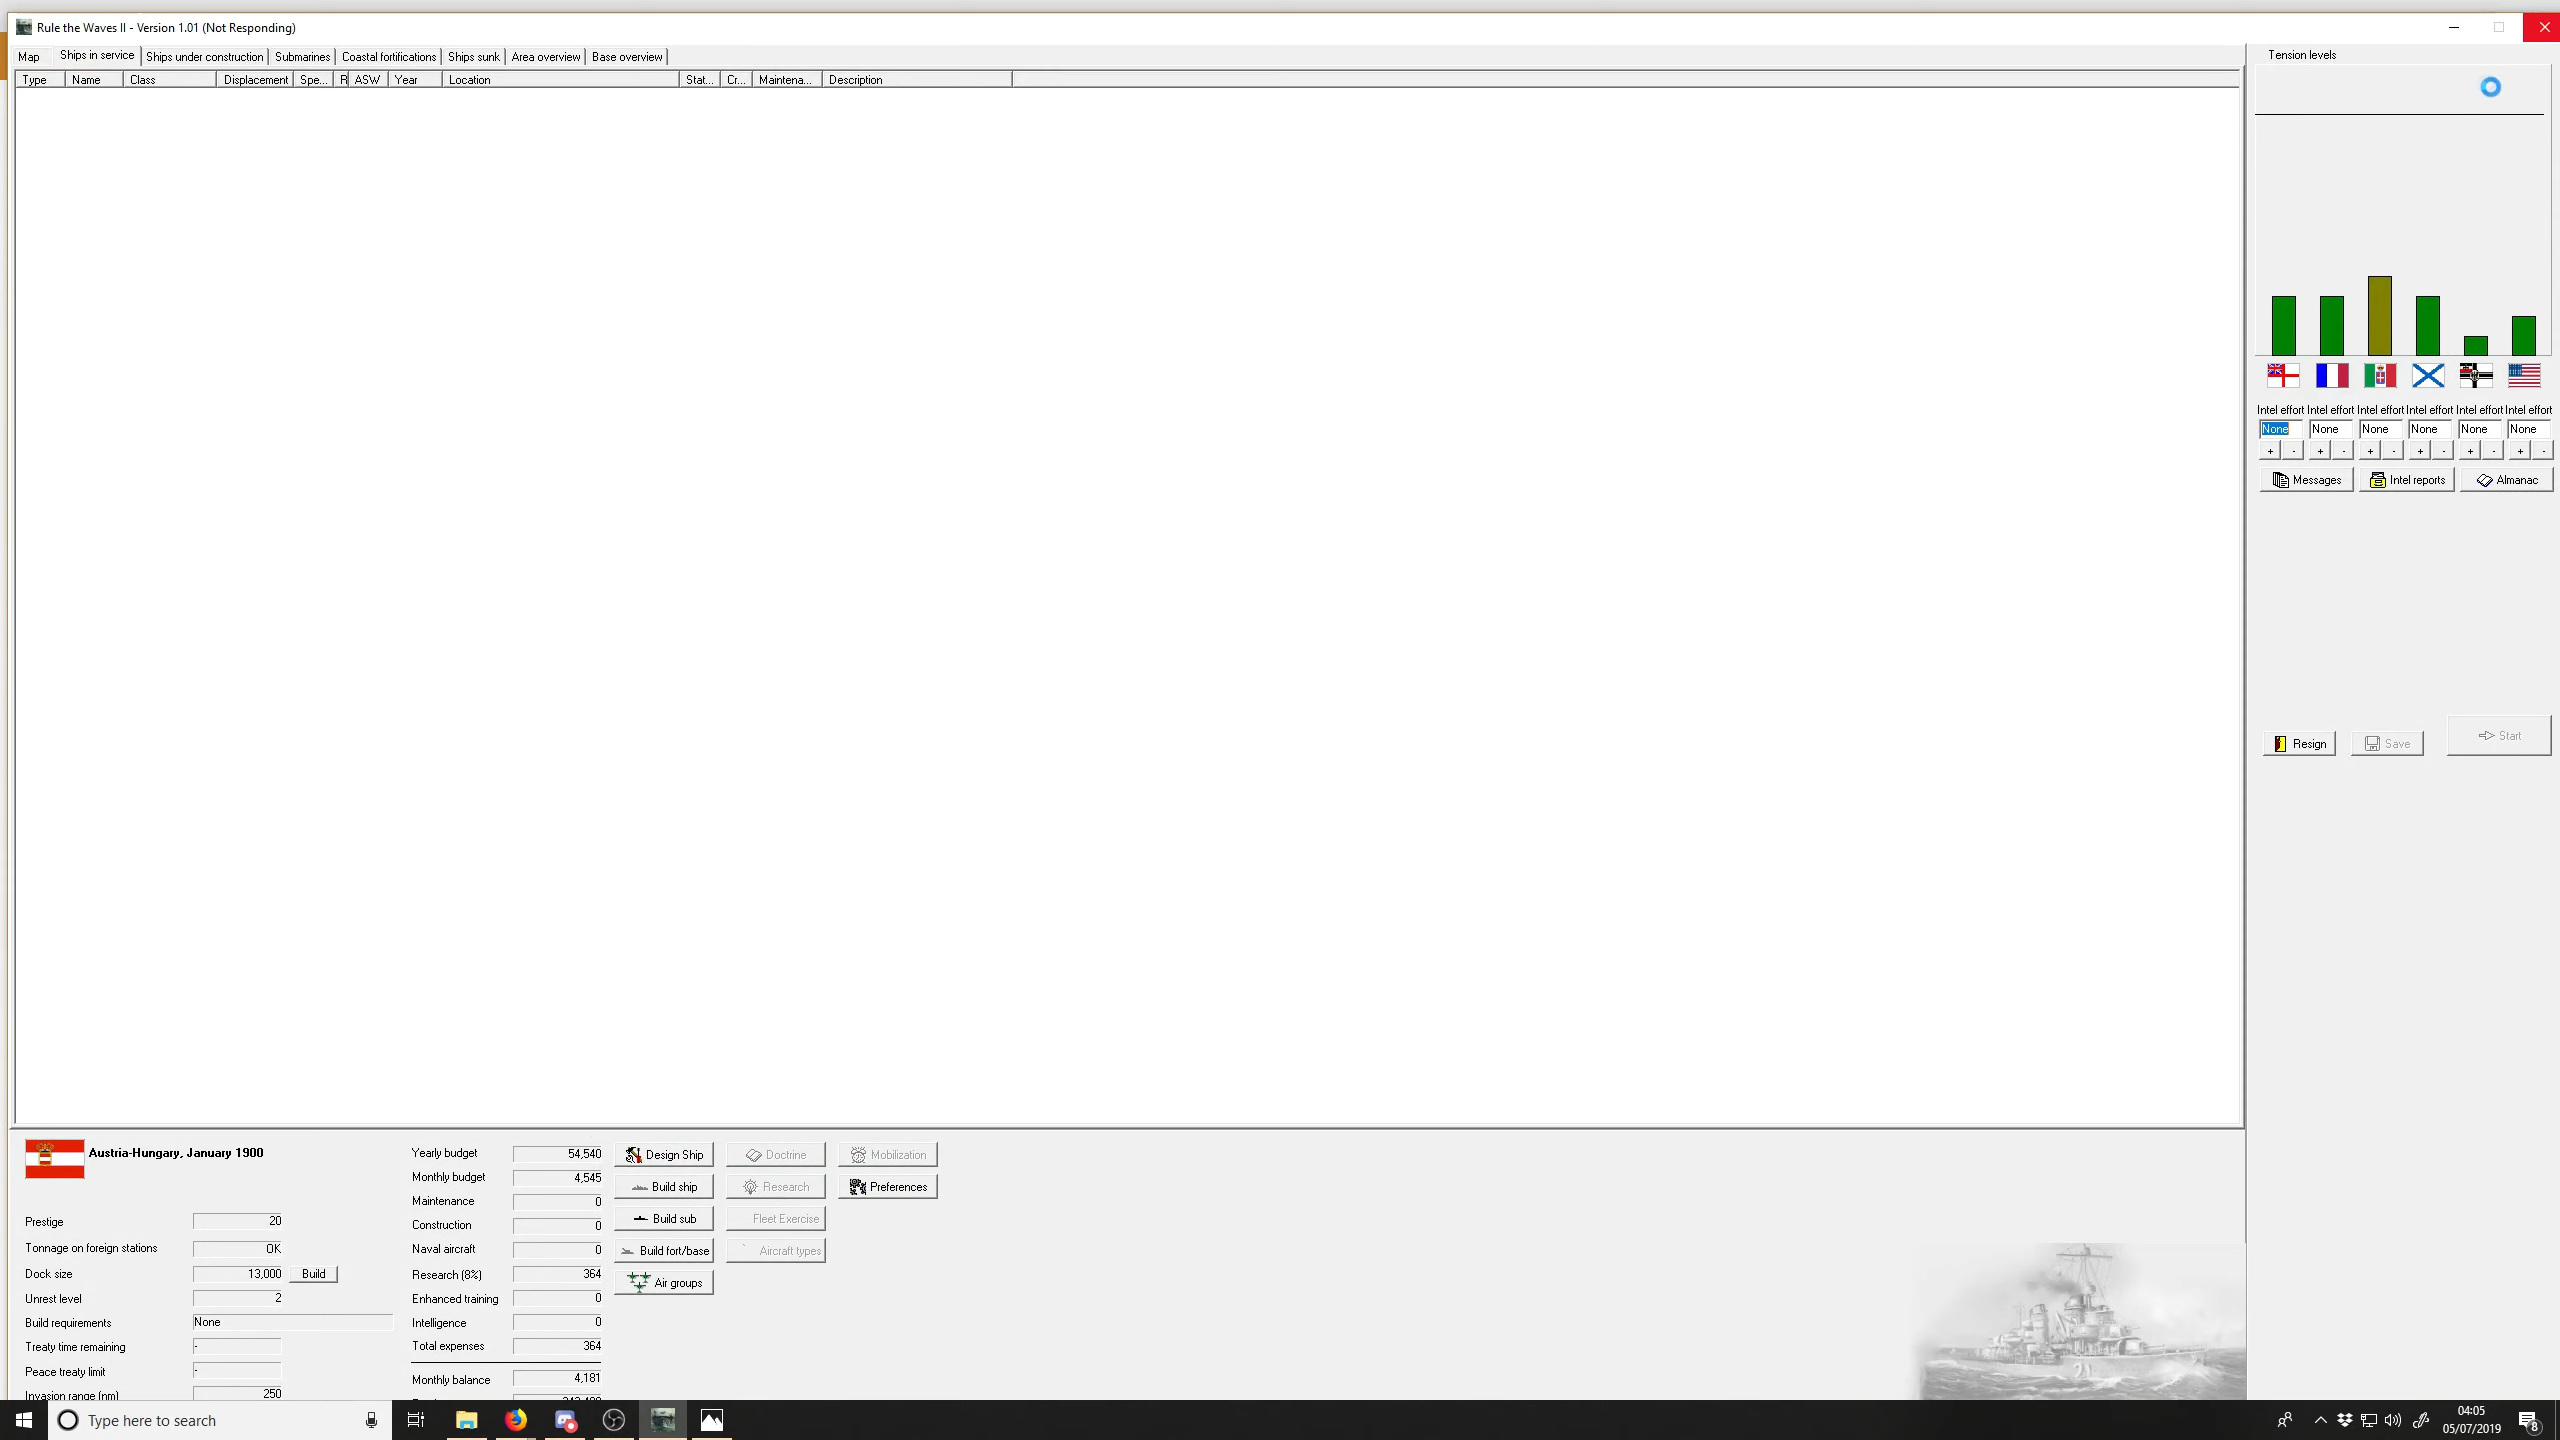 Rule the Waves II - Version 1.01 (Not Responding)
Map Ships in service Ships under construction Submarines Coastal fortifications Ships sunk Area overview Base overview
Tension levels
Type Name Class Displacement Spe... R ASW Year Location Stat... Cr... Maintena... Description
Intel effort Intel effort Intel effort Intel effort Intel effort Intel effort
None None None None None None
+ - + - + - + - + - + -
Messages Intel reports Almanac
Resign Save Start
Austria-Hungary, January 1900
Prestige 20
Tonnage on foreign stations OK
Dock size 13,000 Build
Unrest level 2
Build requirements None
Treaty time remaining -
Peace treaty limit -
Invasion range (nm) 250
Yearly budget 54,540
Monthly budget 4,545
Maintenance 0
Construction 0
Naval aircraft 0
Research (8%) 364
Enhanced training 0
Intelligence 0
Total expenses 364
Monthly balance 4,181
Design Ship Doctrine Mobilization
Build ship Research Preferences
Build sub Fleet Exercise
Build fort/base Aircraft types
Air groups
Type here to search
04:05
05/07/2019
8